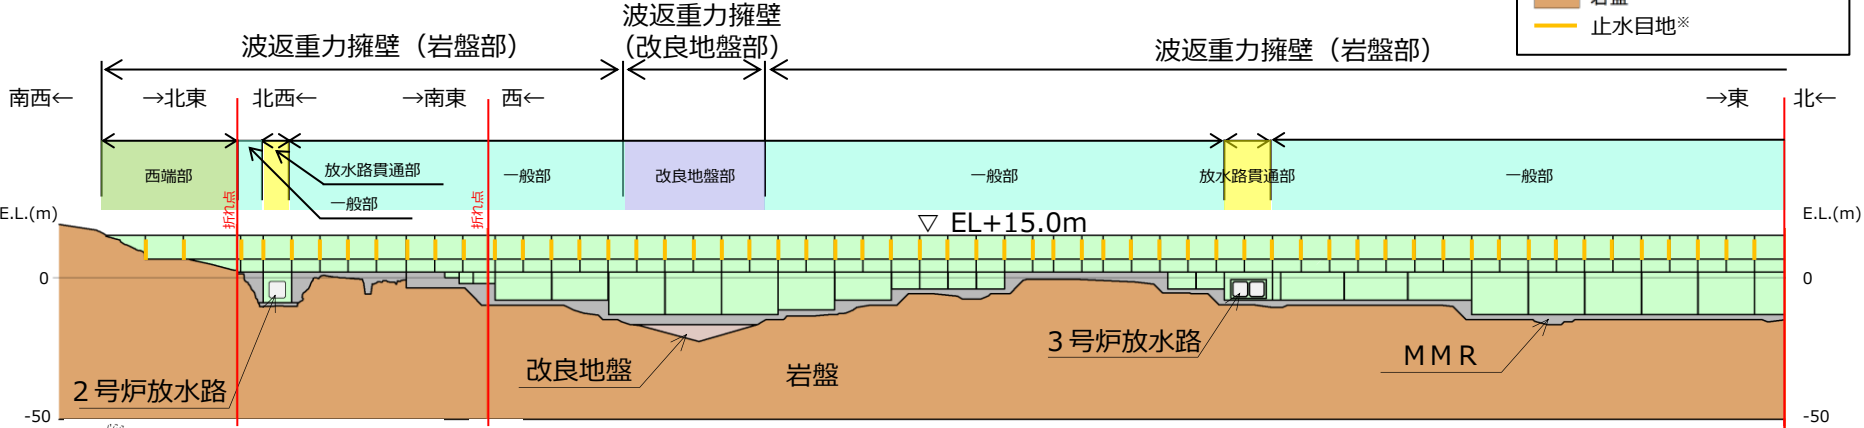 波返重力擁壁
（改良地盤部）
波返重力擁壁（岩盤部）
波返重力擁壁（岩盤部）
止水目地※
南西←
→北東
北西←
→南東
西←
→東
北←
西端部
放水路貫通部
一般部
一般部
改良地盤部
一般部
放水路貫通部
一般部
折れ点
折れ点
E.L.(m)
▽ EL+15.0m
E.L.(m)
0
0
２号炉放水路
改良地盤
岩盤
３号炉放水路
ＭＭＲ
-50
-50